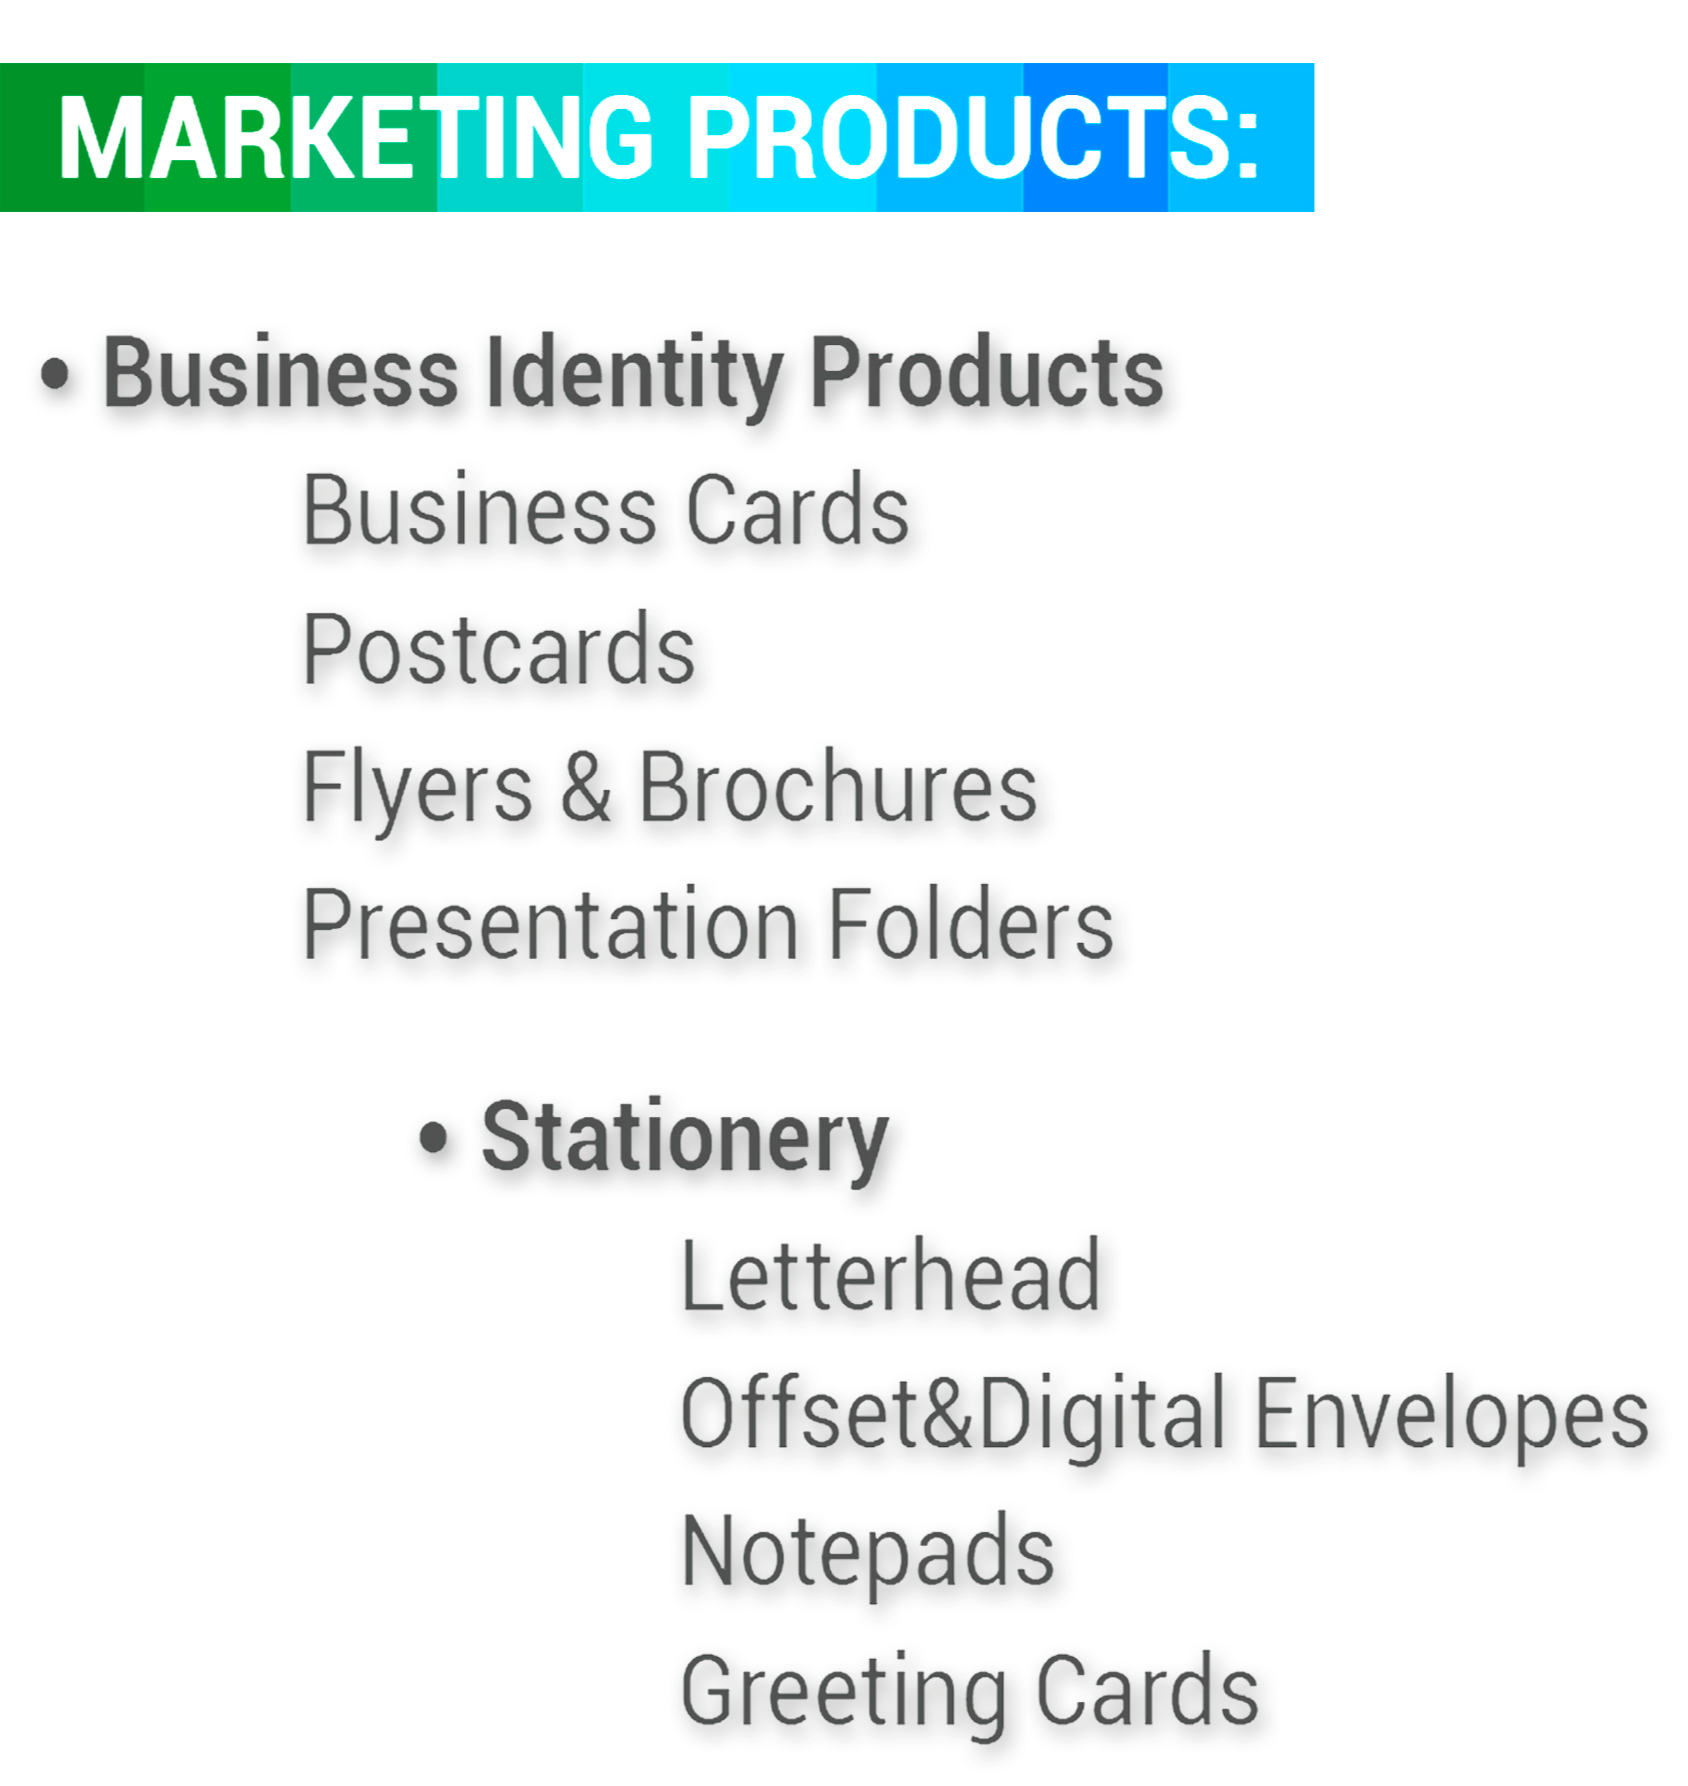 MARKETING PRODUCTS:
• Business Identity Products
Business Cards
Postcards
Flyers & Brochures
Presentation Folders
• Stationery
Letterhead
Offset&Digital Envelopes
Notepads
Greeting Cards